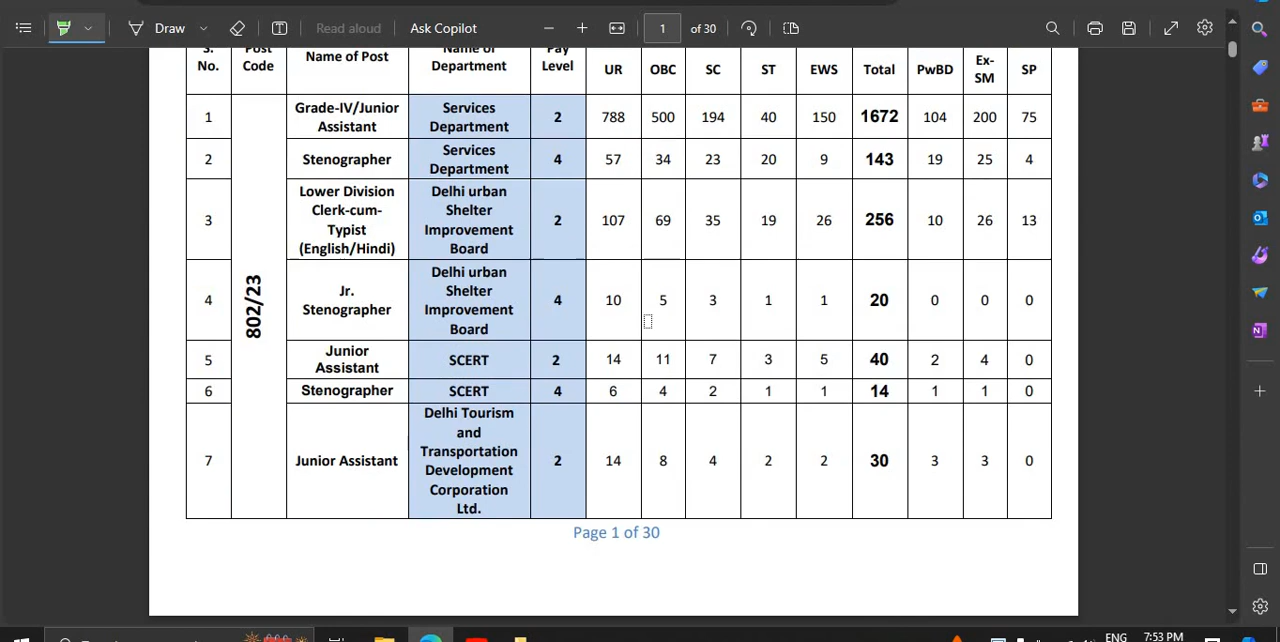 Draw
Read aloud
Ask Copilot
1
of 30
S. No.
Post Code
Name of Post
Name of Department
Pay Level
UR
OBC
SC
ST
EWS
Total
PwBD
Ex-SM
SP
802/23
1
Grade-IV/Junior Assistant
Services Department
2
788
500
194
40
150
1672
104
200
75
2
Stenographer
Services Department
4
57
34
23
20
9
143
19
25
4
3
Lower Division Clerk-cum-Typist (English/Hindi)
Delhi urban Shelter Improvement Board
2
107
69
35
19
26
256
10
26
13
4
Jr. Stenographer
Delhi urban Shelter Improvement Board
4
10
5
3
1
1
20
0
0
0
5
Junior Assistant
SCERT
2
14
11
7
3
5
40
2
4
0
6
Stenographer
SCERT
4
6
4
2
1
1
14
1
1
0
7
Junior Assistant
Delhi Tourism and Transportation Development Corporation Ltd.
2
14
8
4
2
2
30
3
3
0
Page 1 of 30
ENG
7:53 PM